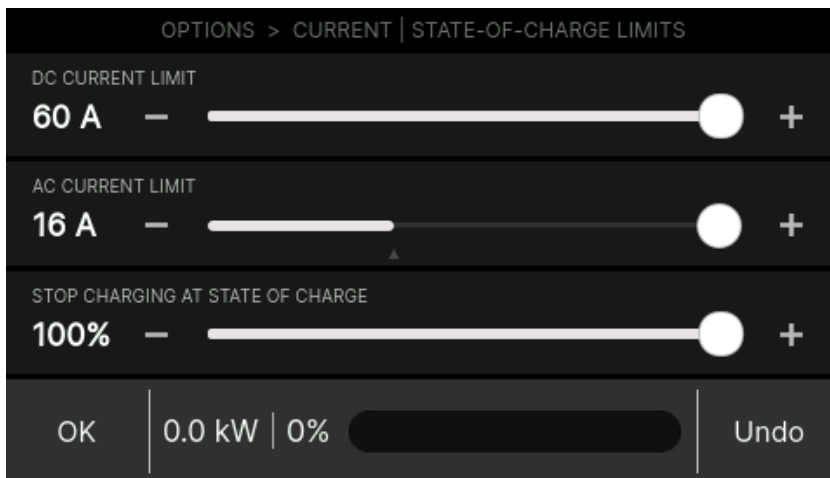 OPTIONS > CURRENT | STATE-OF-CHARGE LIMITS
DC CURRENT LIMIT
60 A − +
AC CURRENT LIMIT
16 A − +
STOP CHARGING AT STATE OF CHARGE
100% − +
OK 0.0 kW | 0% Undo